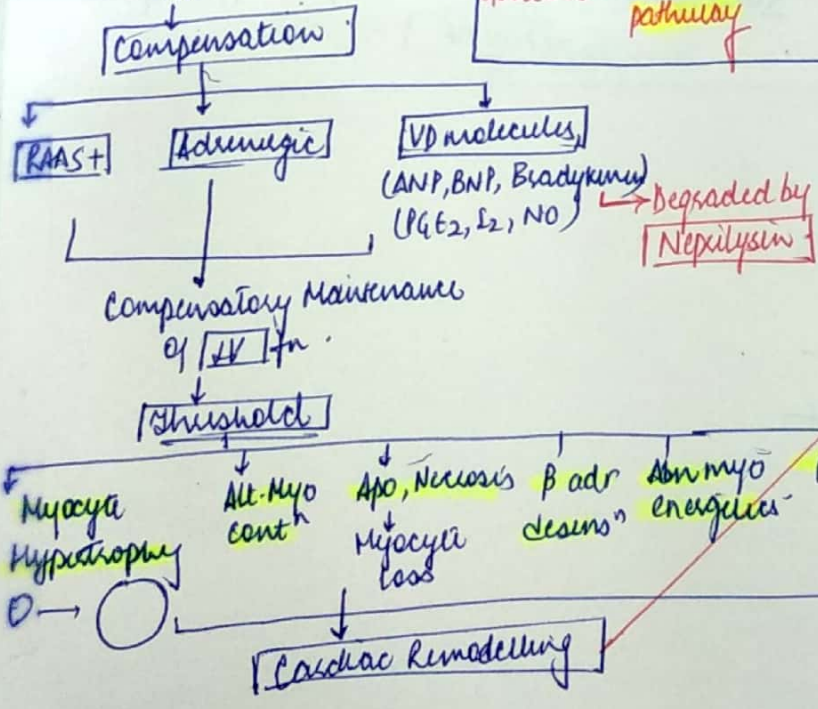 pathway
Compensation
RAAS+
Adrenegic
VD molecules
(ANP, BNP, Bradykinin)
(PGE2, I2, NO)
Degraded by
Neprilysin
Compensatory Maintenance
of LV fn.
Threshold
Myocyte
Hypertrophy
Alt. Myo
contⁿ
Apo, Necrosis
Myocyte
loss
β adr
desensⁿ
Abn myo
energetics
Cardiac Remodelling